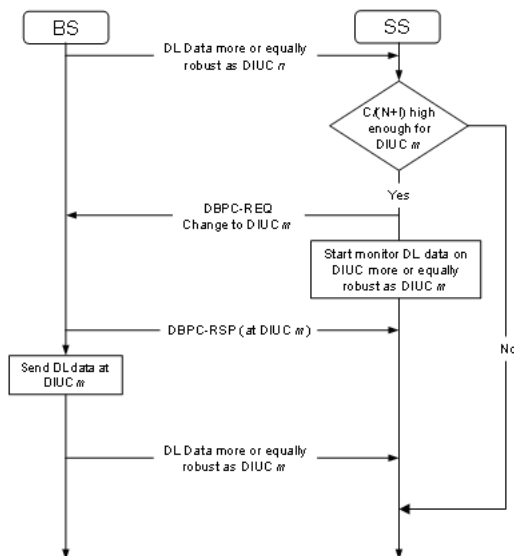 BS
SS
DL Data more or equally
robust as DIUC n
C/(N+I) high
enough for
DIUC m
Yes
DBPC-REQ
Change to DIUC m
Start monitor DL data on
DIUC more or equally
robust as DIUC m
DBPC-RSP (at DIUC m)
No
Send DL data at
DIUC m
DL Data more or equally
robust as DIUC m